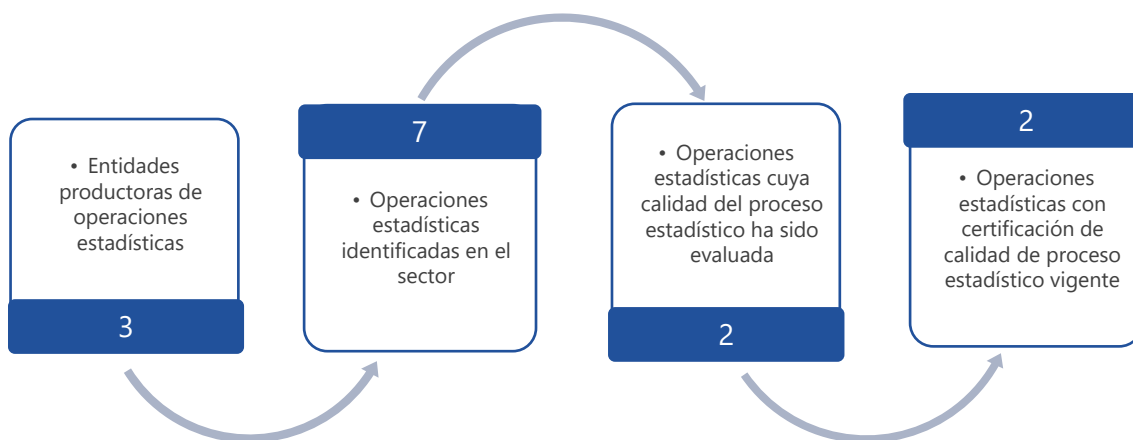 • Entidades
productoras de
operaciones
estadísticas
3
7
• Operaciones
estadísticas
identificadas en el
sector
• Operaciones
estadísticas cuya
calidad del proceso
estadístico ha sido
evaluada
2
2
• Operaciones
estadísticas con
certificación de
calidad de proceso
estadístico vigente